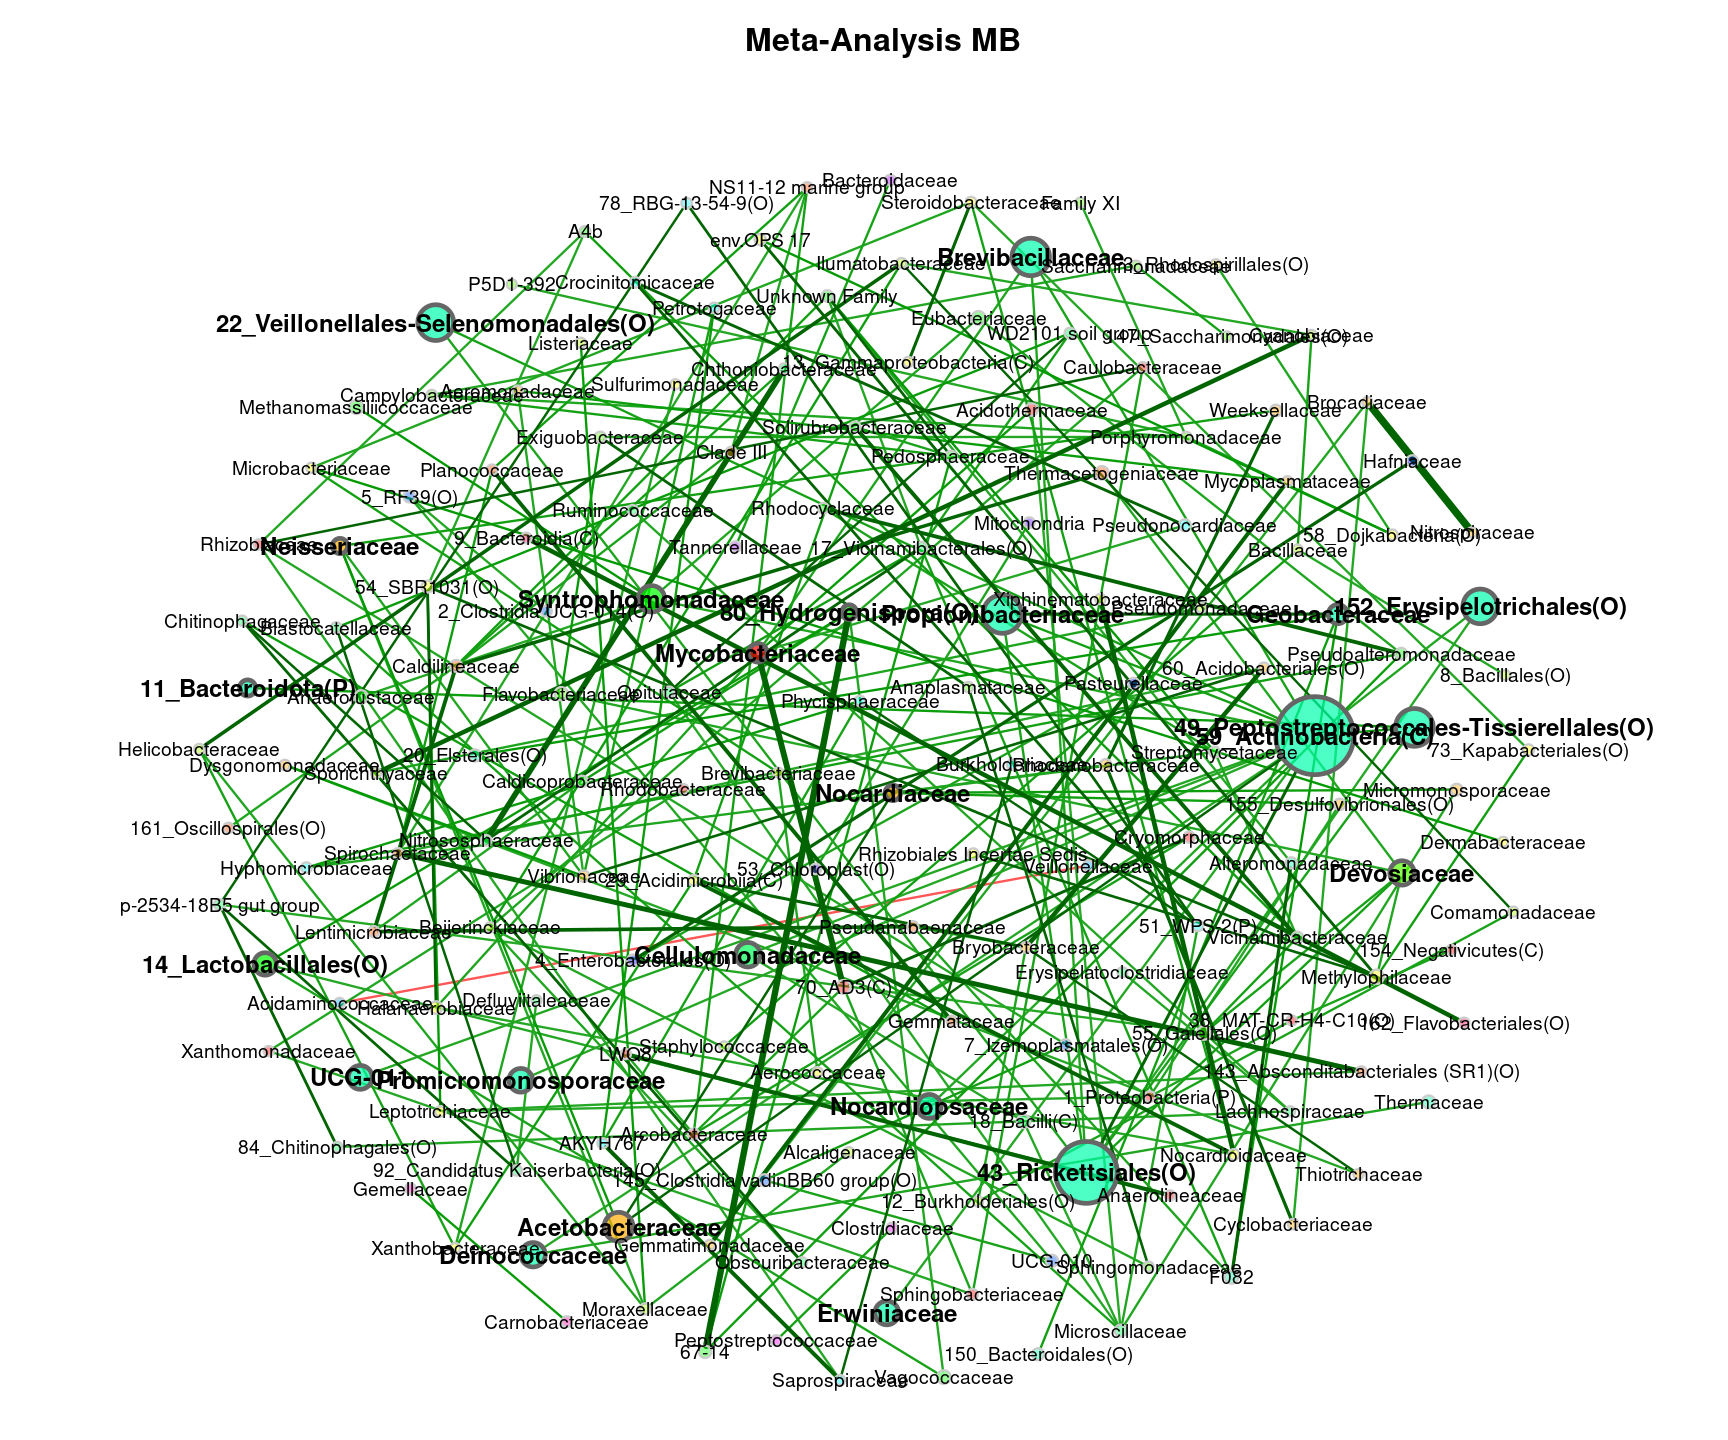 Meta-Analysis MB
Bacteroidaceae
NS11-12 marine group
78_RBG-13-54-9(O)
Steroidobacteraceae
Family XI
A4b
env.OPS 17
Brevibacillaceae
Ilumatobacteraceae
Saccharimonadaceae
Rhodospirillales(O)
P5D1-392
Crocinitomicaceae
Unknown Family
Petrotogaceae
Eubacteriaceae
22_Veillonellales-Selenomonadales(O)
WD2101 soil group
147_Saccharimonadales(O)
Cyanobiaceae
Listeriaceae
13_Gammaproteobacteria(C)
Chthoniobacteraceae
Caulobacteraceae
Sulfurimonadaceae
Aeromonadaceae
Campylobacteraceae
Methanomassiliicoccaceae
Brocadiaceae
Acidothermaceae
Weeksellaceae
Solirubrobacteraceae
Exiguobacteraceae
Porphyromonadaceae
Clade III
Pedosphaeraceae
Hafniaceae
Microbacteriaceae
Planococcaceae
Thermacetogeniaceae
Mycoplasmataceae
5_RF39(O)
Ruminococcaceae
Rhodocyclaceae
Mitochondria
Pseudonocardiaceae
58_Dojkabacteria(P)
Nitrospiraceae
Rhizobiaceae
Neisseriaceae
9_Bacteroidia(C)
Tannerellaceae
17_Vicinamibacterales(O)
Bacillaceae
54_SBR1031(O)
Syntrophomonadaceae
Xiphinematobacteraceae
2_Clostridia UCG-014(O)
80_Hydrogenispora(O)
Propionibacteriaceae
Pseudomonadaceae
Geobacteraceae
152_Erysipelotrichales(O)
Chitinophagaceae
Blastocatellaceae
Mycobacteriaceae
Pseudoalteromonadaceae
Caldilineaceae
60_Acidobacteriales(O)
8_Bacillales(O)
Pasteurellaceae
11_Bacteroidota(P)
Anaerofustaceae
Flavobacteriaceae
Opitutaceae
Anaplasmataceae
Phycisphaeraceae
49_Peptostreptococcales-Tissierellales(O)
59_Actinobacteria(C)
Helicobacteraceae
20_Elsterales(O)
Streptomycetaceae
73_Kapabacteriales(O)
Dysgonomonadaceae
Sporichthyaceae
Burkholderiaceae
Rhodanobacteraceae
Brevibacteriaceae
Caldicoprobacteraceae
Rhodobacteraceae
Nocardiaceae
Micromonosporaceae
155_Desulfovibrionales(O)
161_Oscillospirales(O)
Nitrososphaeraceae
Cryomorphaceae
Dermabacteraceae
Spirochaetaceae
Rhizobiales Incertae Sedis
Hyphomicrobiaceae
53_Chloroplast(O)
Veillonellaceae
Alteromonadaceae
Devosiaceae
Vibrionaceae
29_Acidimicrobiia(C)
p-2534-18B5 gut group
Comamonadaceae
Lentimicrobiaceae
Beijerinckiaceae
Pseudanabaenaceae
51_WPS-2(P)
Vicinamibacteraceae
Bryobacteraceae
154_Negativicutes(C)
14_Lactobacillales(O)
4_Enterobacterales(O)
Cellulomonadaceae
Erysipelatoclostridiaceae
Methylophilaceae
70_AD3(C)
Acidaminococcaceae
Halanaerobiaceae
Defluviitaleaceae
Gemmataceae
38_MAT-CR-H4-C10(O)
162_Flavobacteriales(O)
55_Gaiellales(O)
Xanthomonadaceae
LWQ8
Staphylococcaceae
7_Izemoplasmatales(O)
UCG-011
Promicromonosporaceae
Aerococcaceae
143_Absconditabacteriales (SR1)(O)
1_Proteobacteria(P)
Thermaceae
Leptotrichiaceae
Nocardiopsaceae
Lachnospiraceae
18_Bacilli(C)
Arcobacteraceae
84_Chitinophagales(O)
AKYH767
Alcaligenaceae
Nocardioidaceae
92_Candidatus Kaiserbacteria(O)
43_Rickettsiales(O)
Thiotrichaceae
145_Clostridia vadinBB60 group(O)
Gemellaceae
Anaerolineaceae
12_Burkholderiales(O)
Acetobacteraceae
Clostridiaceae
Cyclobacteriaceae
Xanthobacteraceae
Deinococcaceae
Gemmatimonadaceae
Obscuribacteraceae
UCG-010
Sphingomonadaceae
F082
Sphingobacteriaceae
Moraxellaceae
Erwiniaceae
Carnobacteriaceae
Microscillaceae
Peptostreptococcaceae
67-14
150_Bacteroidales(O)
Saprospiraceae
Vagococcaceae